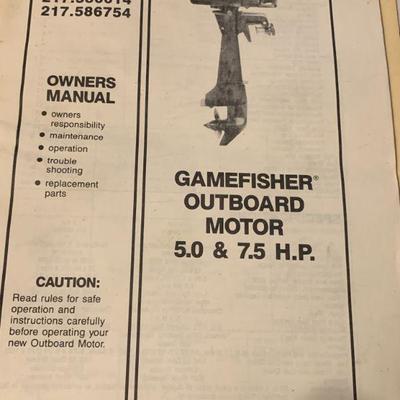 217.586754
OWNERS
MANUAL
● owners
responsibility
● maintenance
● operation
● trouble
shooting
● replacement
parts
CAUTION:
Read rules for safe
operation and
instructions carefully
before operating your
new Outboard Motor.
GAMEFISHER®
OUTBOARD
MOTOR
5.0 & 7.5 H.P.